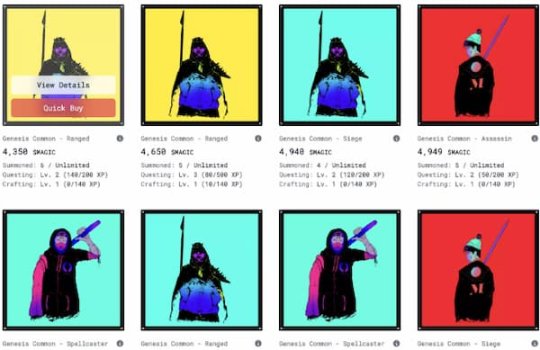 View Details
Quick Buy
Genesis Common - Ranged
4,350 $MAGIC
Summoned: 5 / Unlimited
Questing: Lv. 2 (140/200 XP)
Crafting: Lv. 1 (0/140 XP)
Genesis Common - Ranged
4,650 $MAGIC
Summoned: 5 / Unlimited
Questing: Lv. 3 (80/500 XP)
Crafting: Lv. 1 (10/140 XP)
Genesis Common - Siege
4,940 $MAGIC
Summoned: 4 / Unlimited
Questing: Lv. 2 (120/200 XP)
Crafting: Lv. 1 (0/140 XP)
Genesis Common - Assassin
4,949 $MAGIC
Summoned: 5 / Unlimited
Questing: Lv. 2 (50/200 XP)
Crafting: Lv. 1 (0/140 XP)
M
Genesis Common - Spellcaster
Genesis Common - Ranged
Genesis Common - Spellcaster
M
Genesis Common - Siege